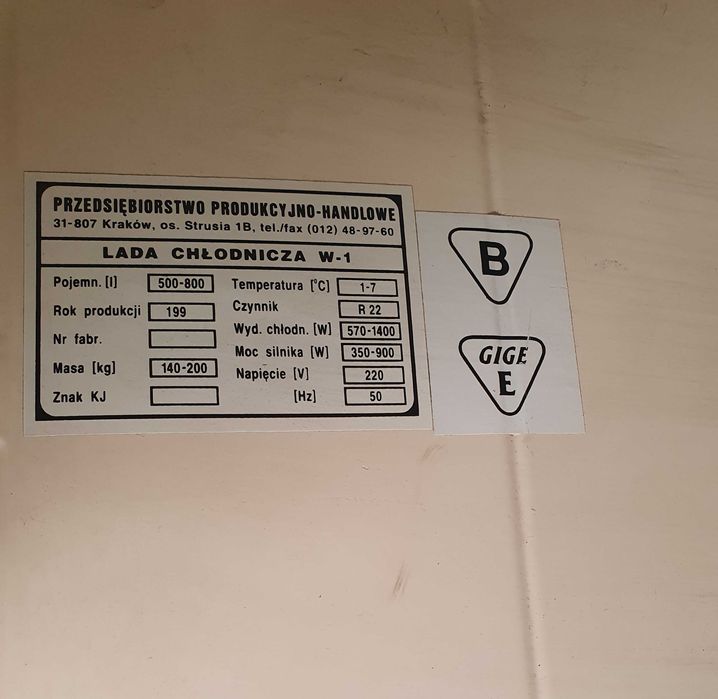 PRZEDSIĘBIORSTWO PRODUKCYJNO-HANDLOWE
31-807 Kraków, os. Strusia 1B, tel./fax (012) 48-97-60
LADA CHŁODNICZA W-1
Pojemn. [l] 500-800
Rok produkcji 199
Nr fabr.
Masa [kg] 140-200
Znak KJ
Temperatura [°C] 1-7
Czynnik R 22
Wyd. chłodn. [W] 570-1400
Moc silnika [W] 350-900
Napięcie [V] 220
[Hz] 50
B
GIGE
E